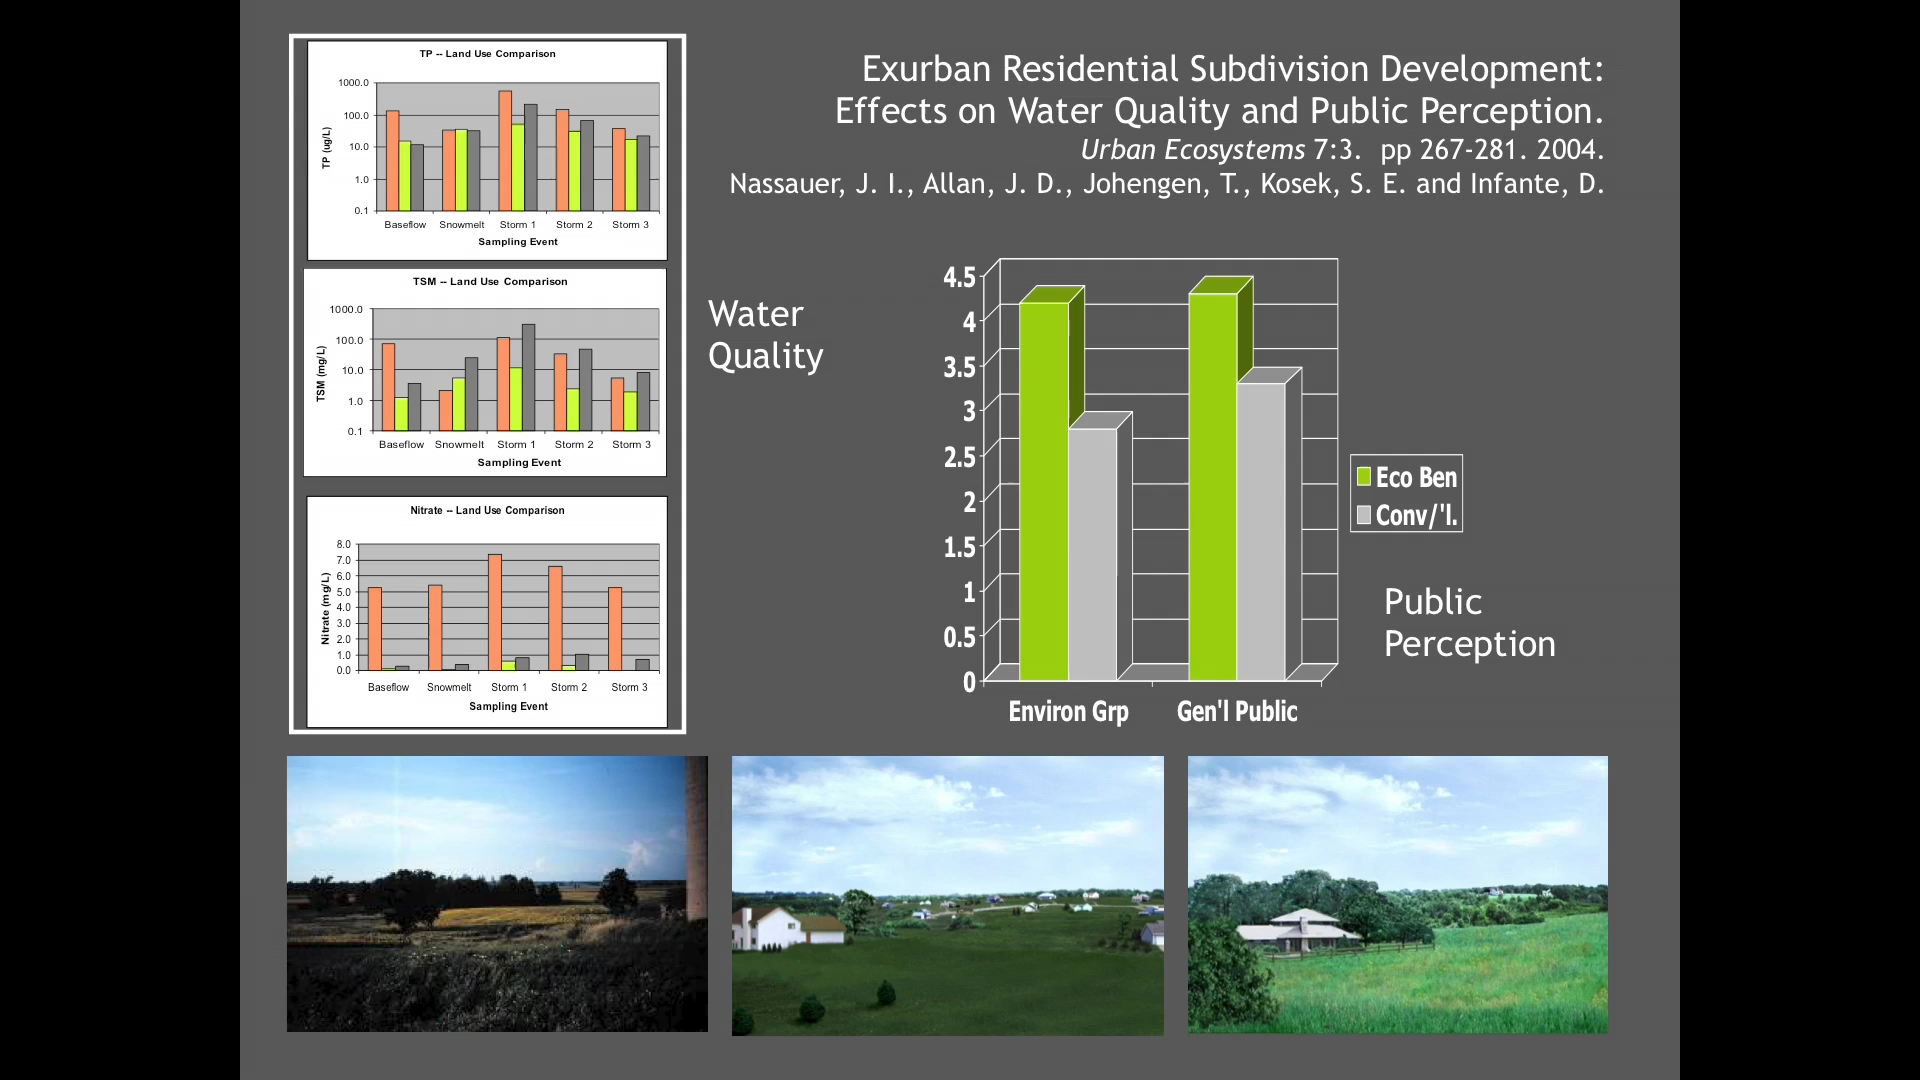 Exurban Residential Subdivision Development:
Effects on Water Quality and Public Perception.
Urban Ecosystems 7:3.  pp 267-281. 2004.
Nassauer, J. I., Allan, J. D., Johengen, T., Kosek, S. E. and Infante, D.
TP -- Land Use Comparison
TP (ug/L)
1000.0
100.0
10.0
1.0
0.1
Baseflow Snowmelt Storm 1 Storm 2 Storm 3
Sampling Event
TSM -- Land Use Comparison
TSM (mg/L)
1000.0
100.0
10.0
1.0
0.1
Baseflow Snowmelt Storm 1 Storm 2 Storm 3
Sampling Event
Nitrate -- Land Use Comparison
Nitrate (mg/L)
8.0
7.0
6.0
5.0
4.0
3.0
2.0
1.0
0.0
Baseflow Snowmelt Storm 1 Storm 2 Storm 3
Sampling Event
Water
Quality
4.5
4
3.5
3
2.5
2
1.5
1
0.5
0
Environ Grp Gen'l Public
Eco Ben
Conv/'l.
Public
Perception